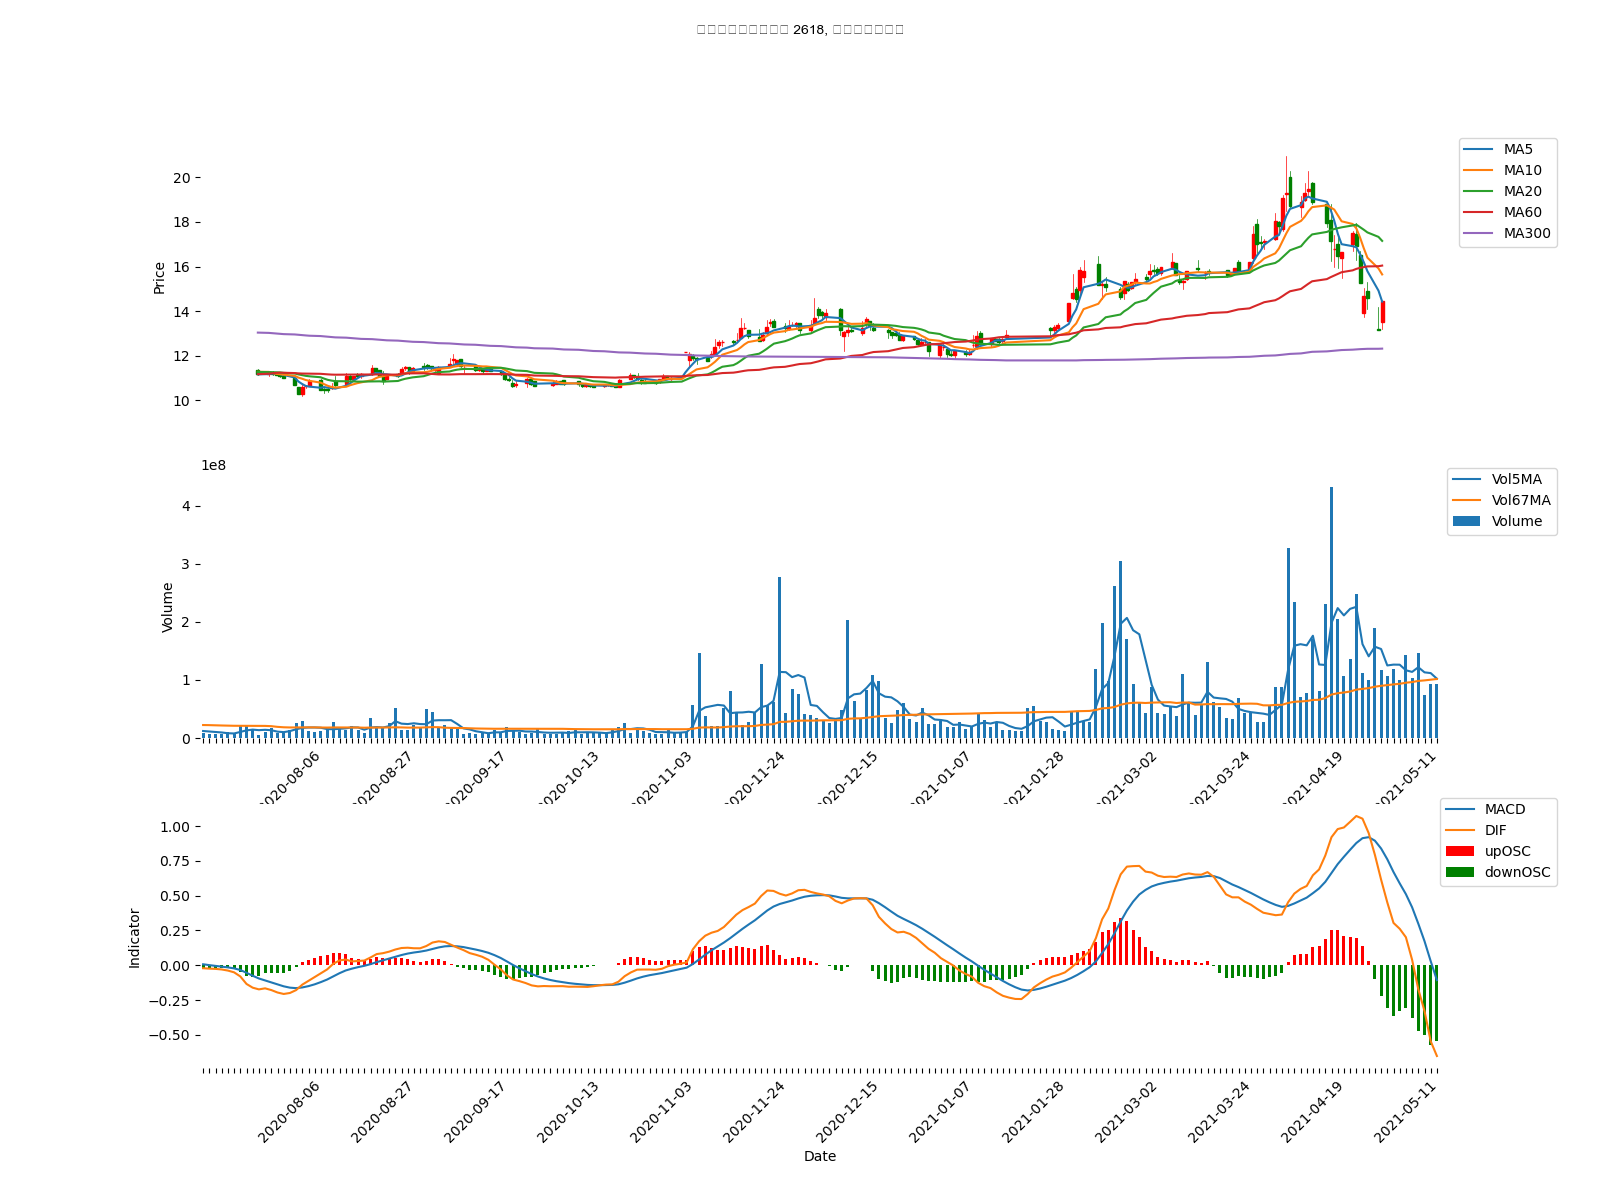 2618,
MA5
MA10
MA20
MA60
MA300
Price
20
18
16
14
12
10
1e8
Vol5MA
Vol67MA
Volume
Volume
4
3
2
1
0
2020-08-06 2020-08-27 2020-09-17 2020-10-13 2020-11-03 2020-11-24 2020-12-15 2021-01-07 2021-01-28 2021-03-02 2021-03-24 2021-04-19 2021-05-11
MACD
DIF
upOSC
downOSC
Indicator
1.00
0.75
0.50
0.25
0.00
−0.25
−0.50
2020-08-06 2020-08-27 2020-09-17 2020-10-13 2020-11-03 2020-11-24 2020-12-15 2021-01-07 2021-01-28 2021-03-02 2021-03-24 2021-04-19 2021-05-11
Date